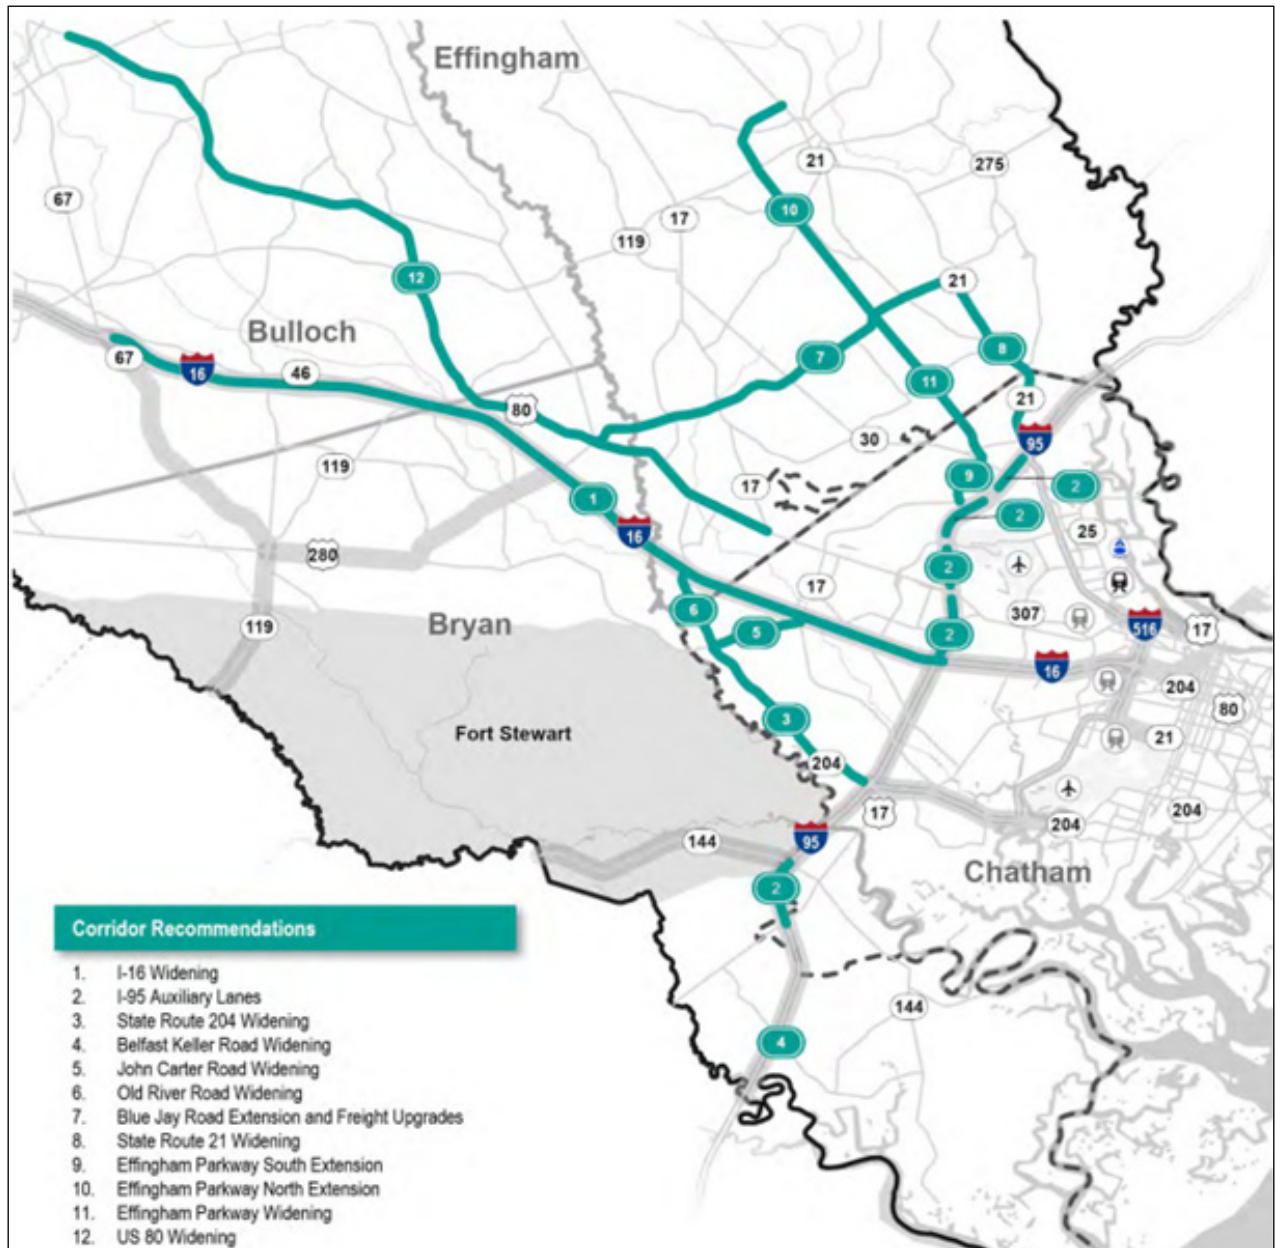 Effingham
21
275
67
10
17
119
12
21
Bulloch
67
16
46
7
8
11
21
80
30
95
119
17
9
2
1
2
16
25
280
2
17
6
307
119
Bryan
5
2
516
17
16
204
3
80
Fort Stewart
21
204
17
204
204
144
95
Chatham
2
Corridor Recommendations
1. I-16 Widening
2. I-95 Auxiliary Lanes
144
3. State Route 204 Widening
4
4. Belfast Keller Road Widening
5. John Carter Road Widening
6. Old River Road Widening
7. Blue Jay Road Extension and Freight Upgrades
8. State Route 21 Widening
9. Effingham Parkway South Extension
10. Effingham Parkway North Extension
11. Effingham Parkway Widening
12. US 80 Widening